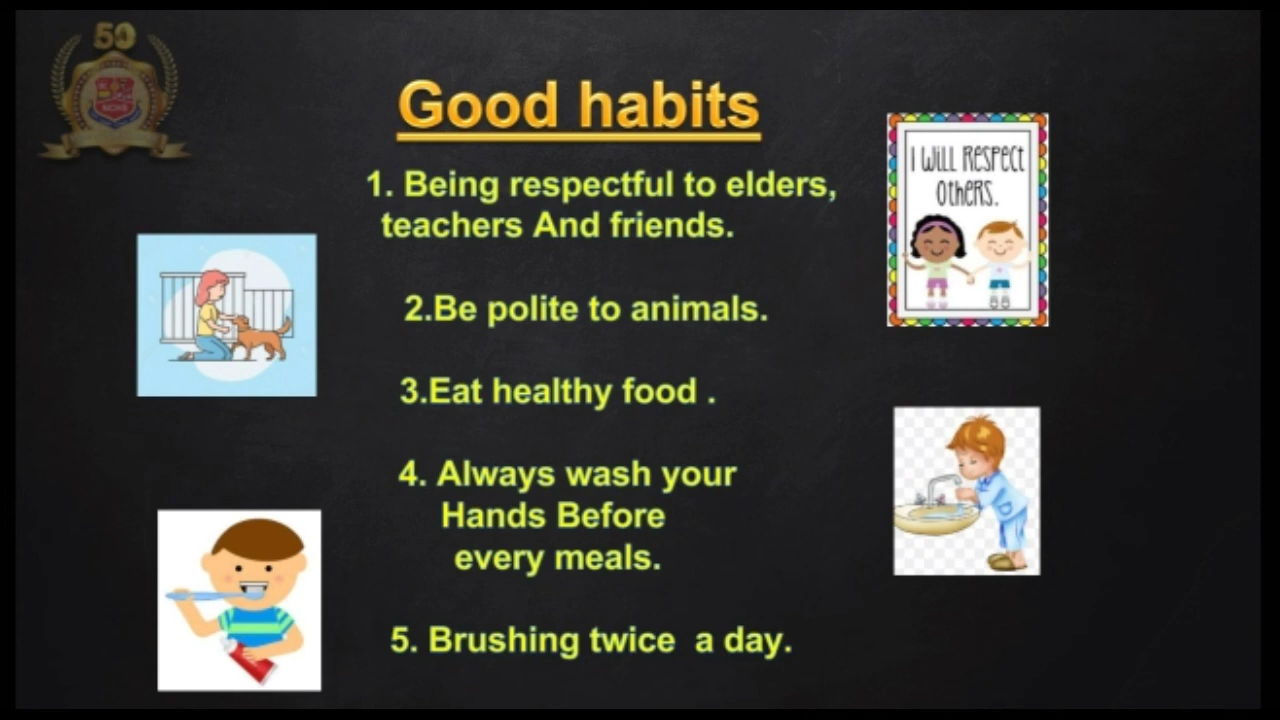 50
Good habits
1. Being respectful to elders,
teachers And friends.
I WILL RESPECT
OTHERS.
2.Be polite to animals.
3.Eat healthy food .
4. Always wash your
Hands Before
every meals.
5. Brushing twice a day.